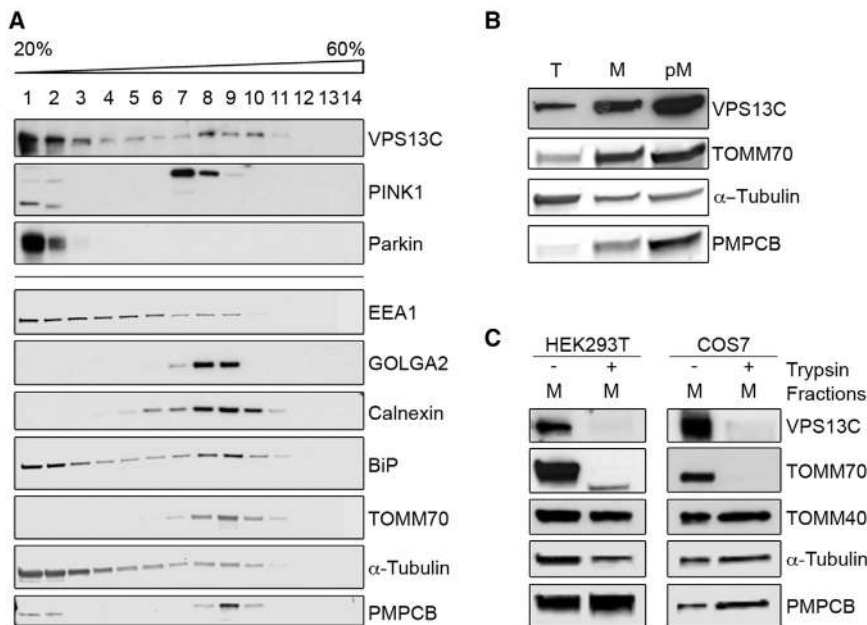 A
20% 60%
1 2 3 4 5 6 7 8 9 10 11 12 13 14
VPS13C
PINK1
Parkin
EEA1
GOLGA2
Calnexin
BiP
TOMM70
α-Tubulin
PMPCB
B
T M pM
VPS13C
TOMM70
α-Tubulin
PMPCB
C
HEK293T COS7
- + - + Trypsin
M M M M Fractions
VPS13C
TOMM70
TOMM40
α-Tubulin
PMPCB